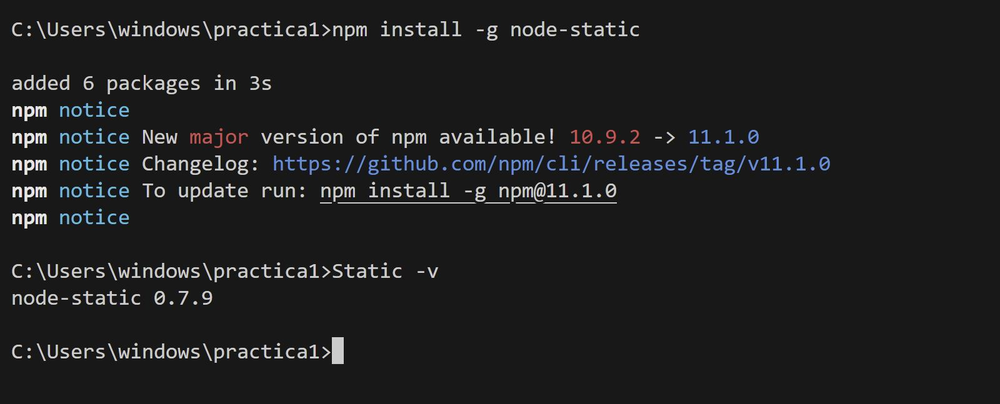 C:\Users\windows\practica1>npm install -g node-static
added 6 packages in 3s
npm notice
npm notice New major version of npm available! 10.9.2 -> 11.1.0
npm notice Changelog: https://github.com/npm/cli/releases/tag/v11.1.0
npm notice To update run: npm install -g npm@11.1.0
npm notice
C:\Users\windows\practica1>Static -v
node-static 0.7.9
C:\Users\windows\practica1>